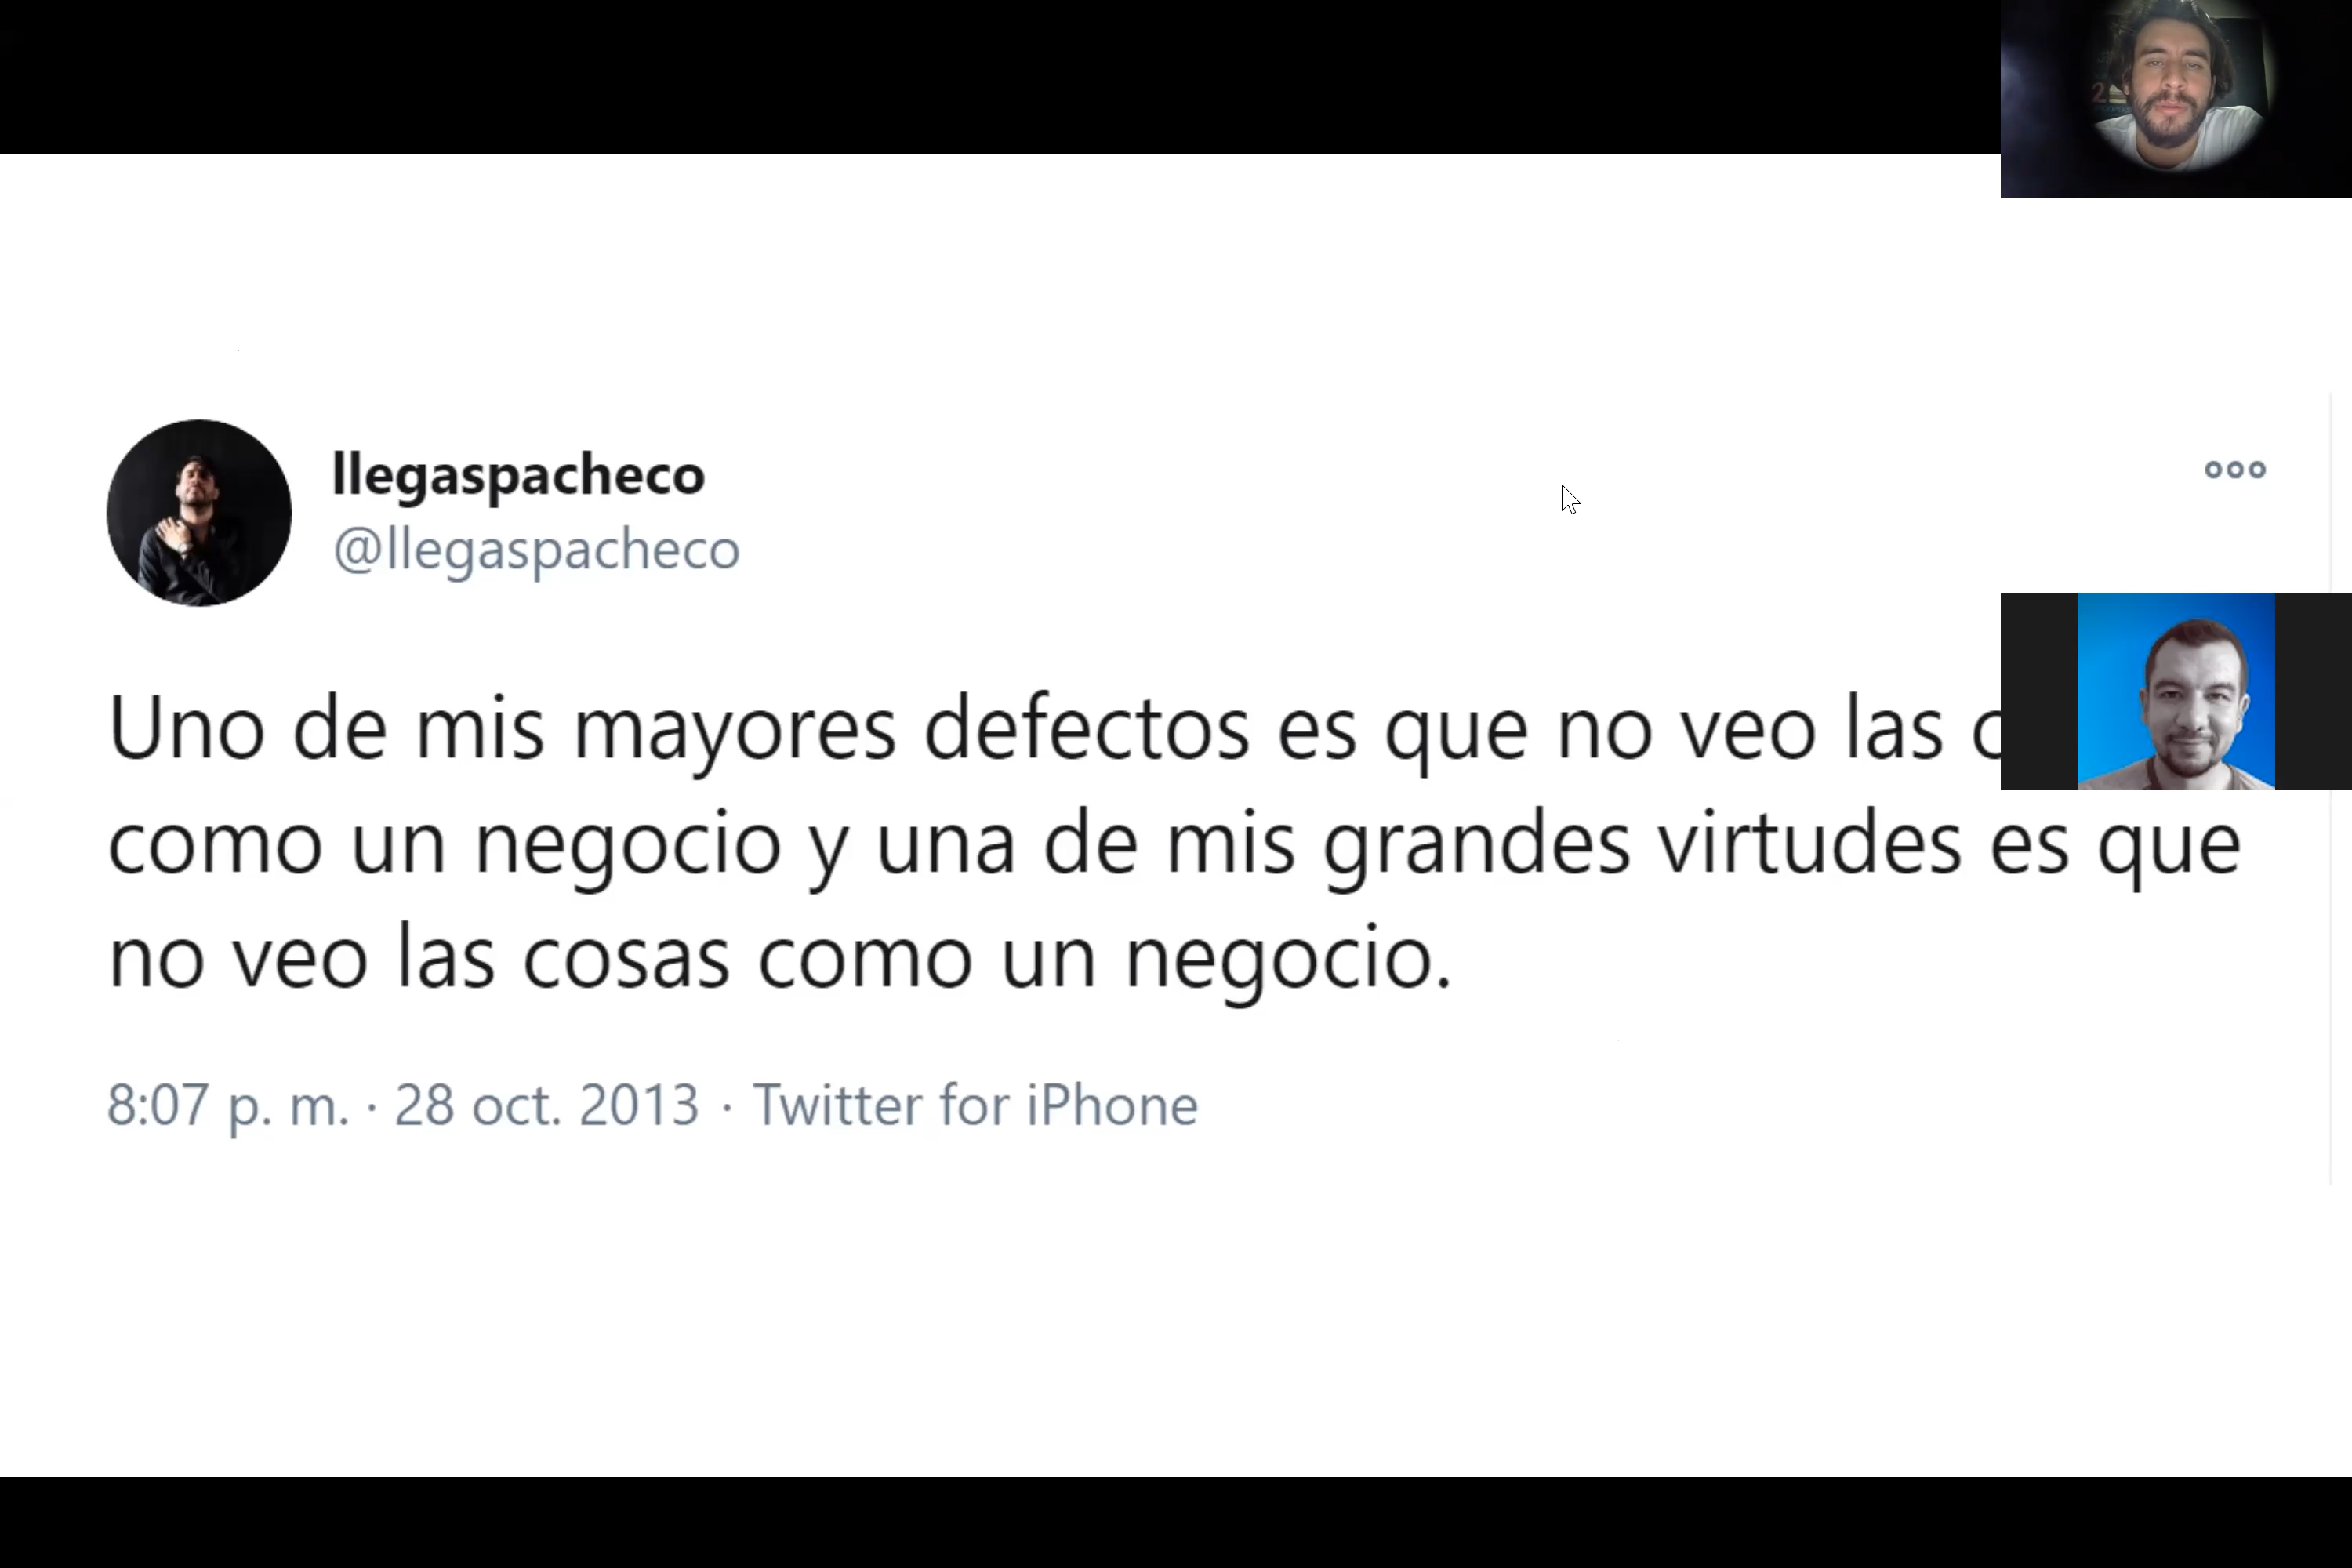 llegaspacheco
@llegaspacheco
Uno de mis mayores defectos es que no veo las
como un negocio y una de mis grandes virtudes es que
no veo las cosas como un negocio.
8:07 p. m. · 28 oct. 2013 · Twitter for iPhone